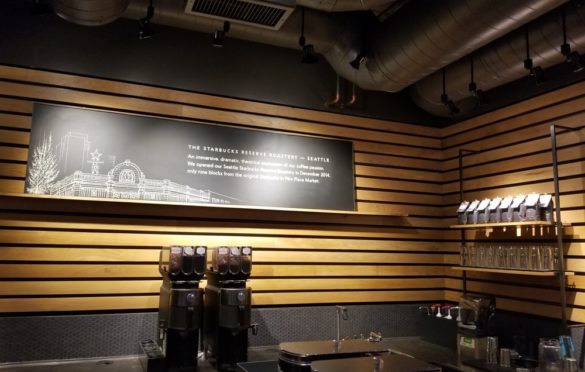 THE STARBUCKS RESERVE ROASTERY — SEATTLE
An immersive, dramatic, theatrical expression of our coffee passion.
We opened our Seattle Starbucks Reserve Roastery in December 2014,
only nine blocks from the original Starbucks in Pike Place Market.